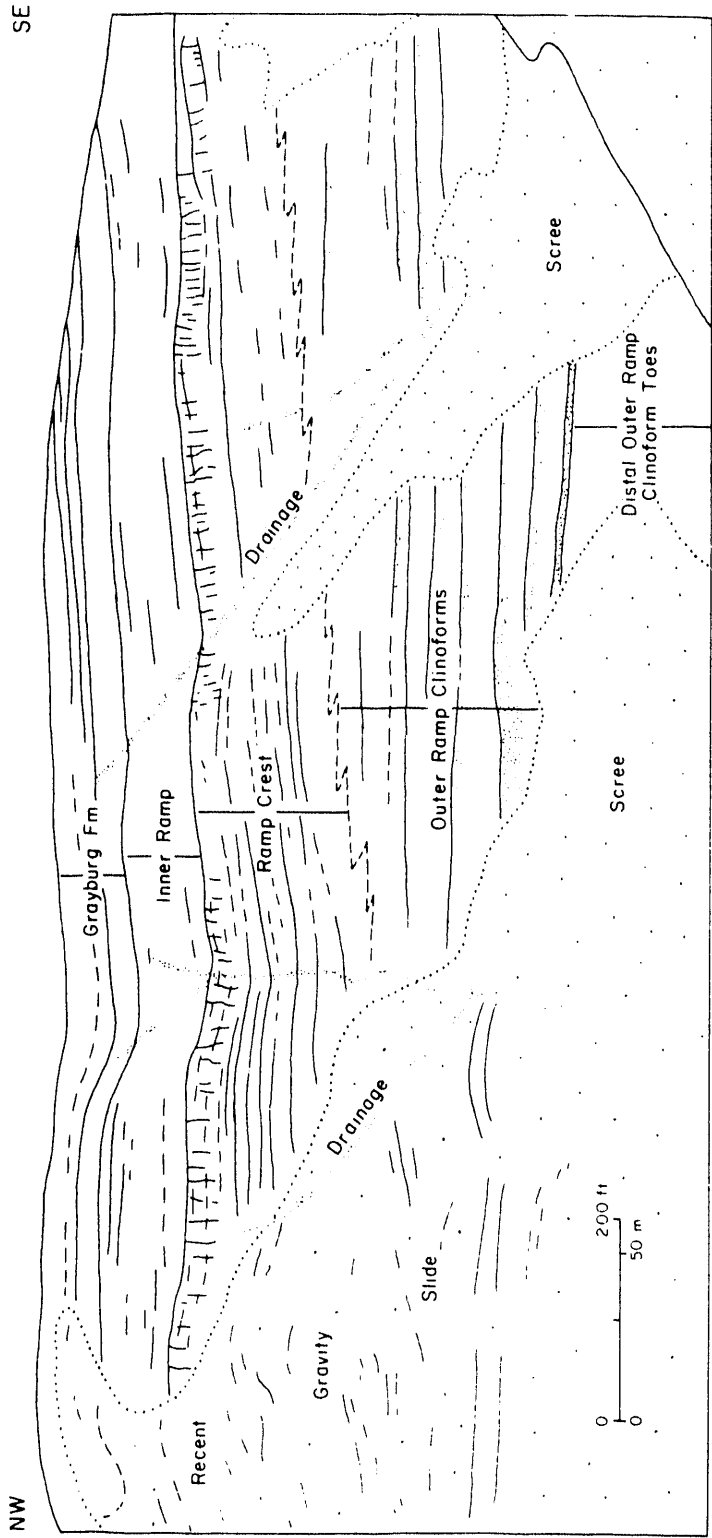 NW
SE
Grayburg Fm
Inner Ramp
Ramp Crest
Drainage
Outer Ramp Clinoforms
Drainage
Scree
Distal Outer Ramp
Clinoform Toes
Recent
Gravity
Slide
Scree
0 200 ft
0 50 m